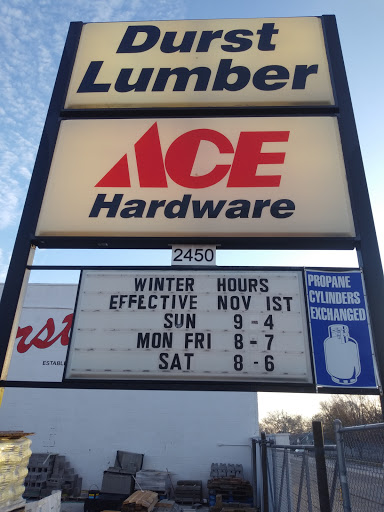 Durst
Lumber
ACE
Hardware
2450
WINTER HOURS
EFFECTIVE NOV 1ST
SUN 9-4
MON FRI 8-7
SAT 8-6
PROPANE
CYLINDERS
EXCHANGED